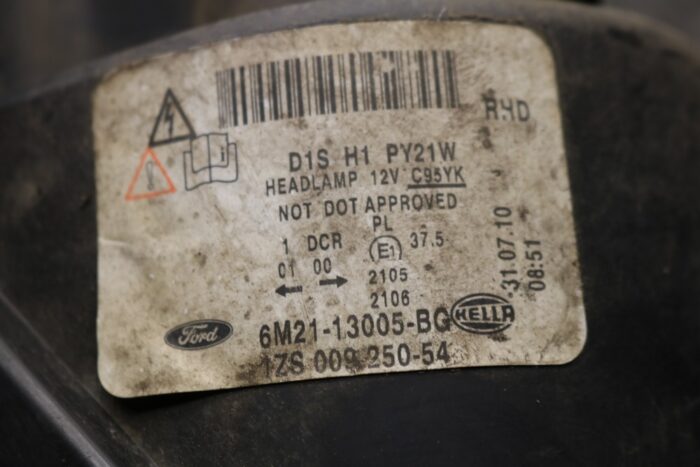 RHD
D1S H1 PY21W
HEADLAMP 12V C95YK
NOT DOT APPROVED
PL
1 DCR E1 37.5
01 00
2105
2106
31.07.10
08:51
Ford
6M21-13005-BG
HELLA
1ZS 009 250-54